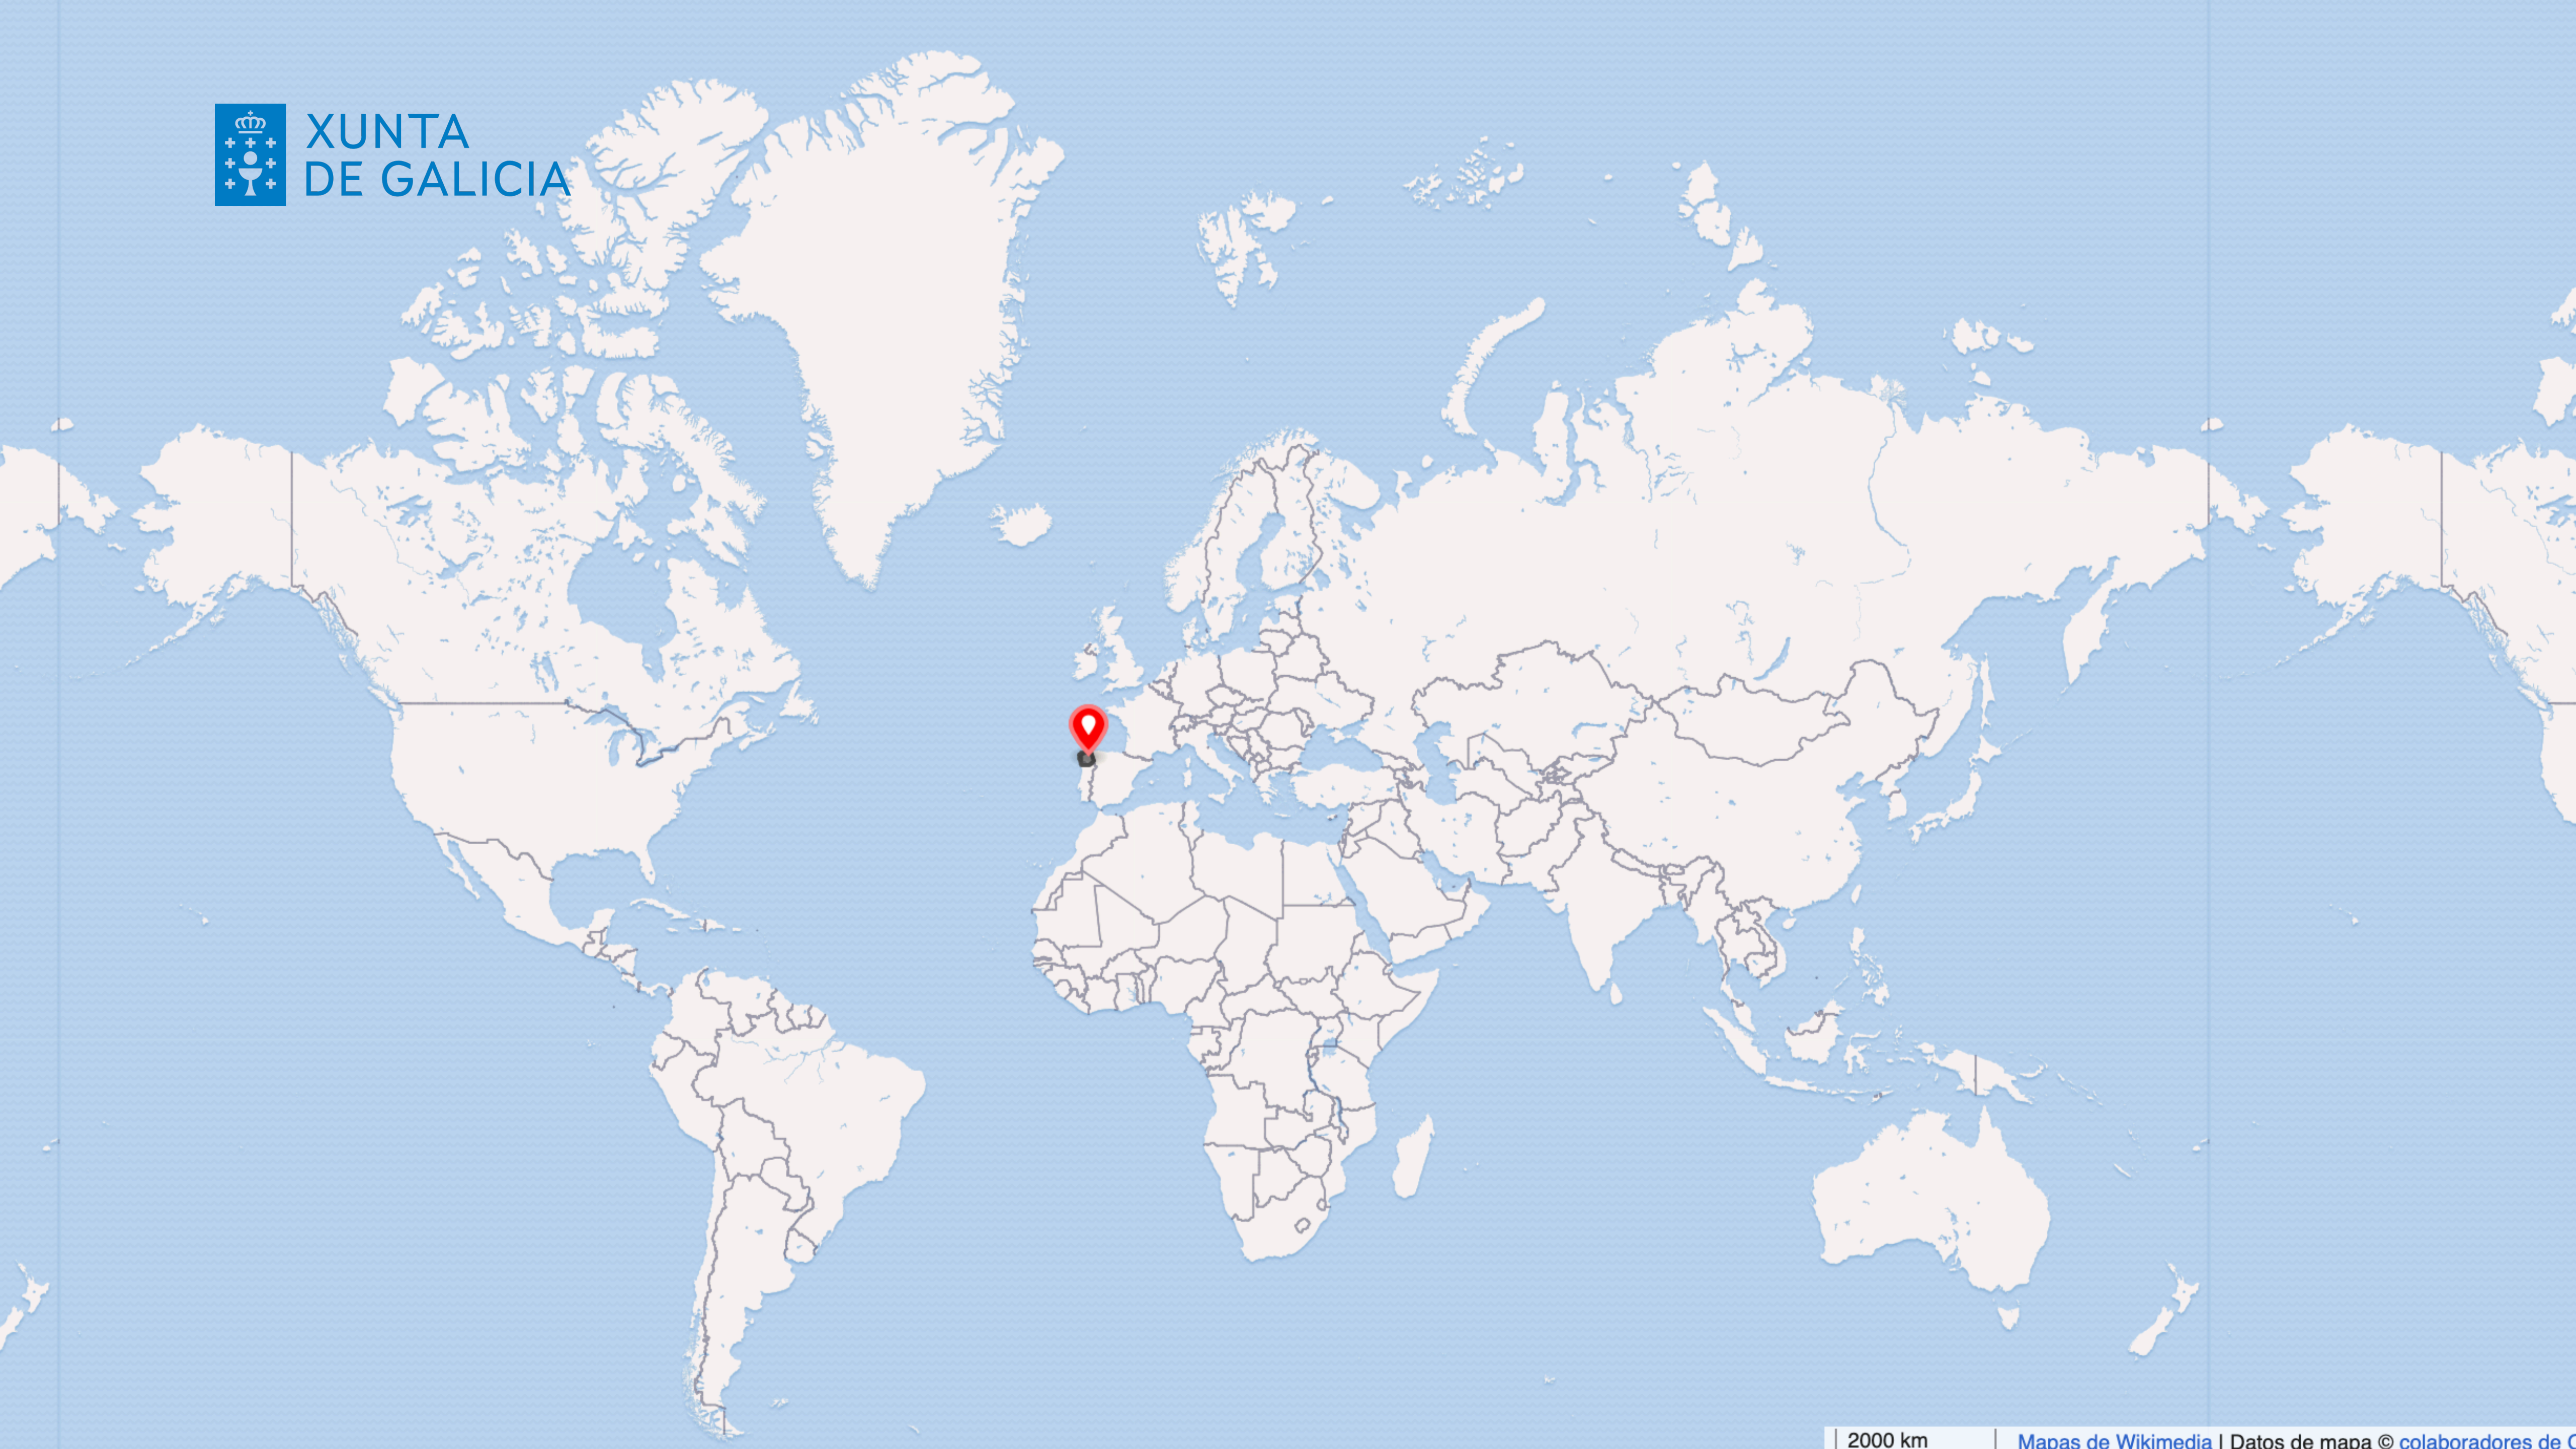 XUNTA
DE GALICIA
2000 km
Mapas de Wikimedia | Datos de mapa © colaboradores de